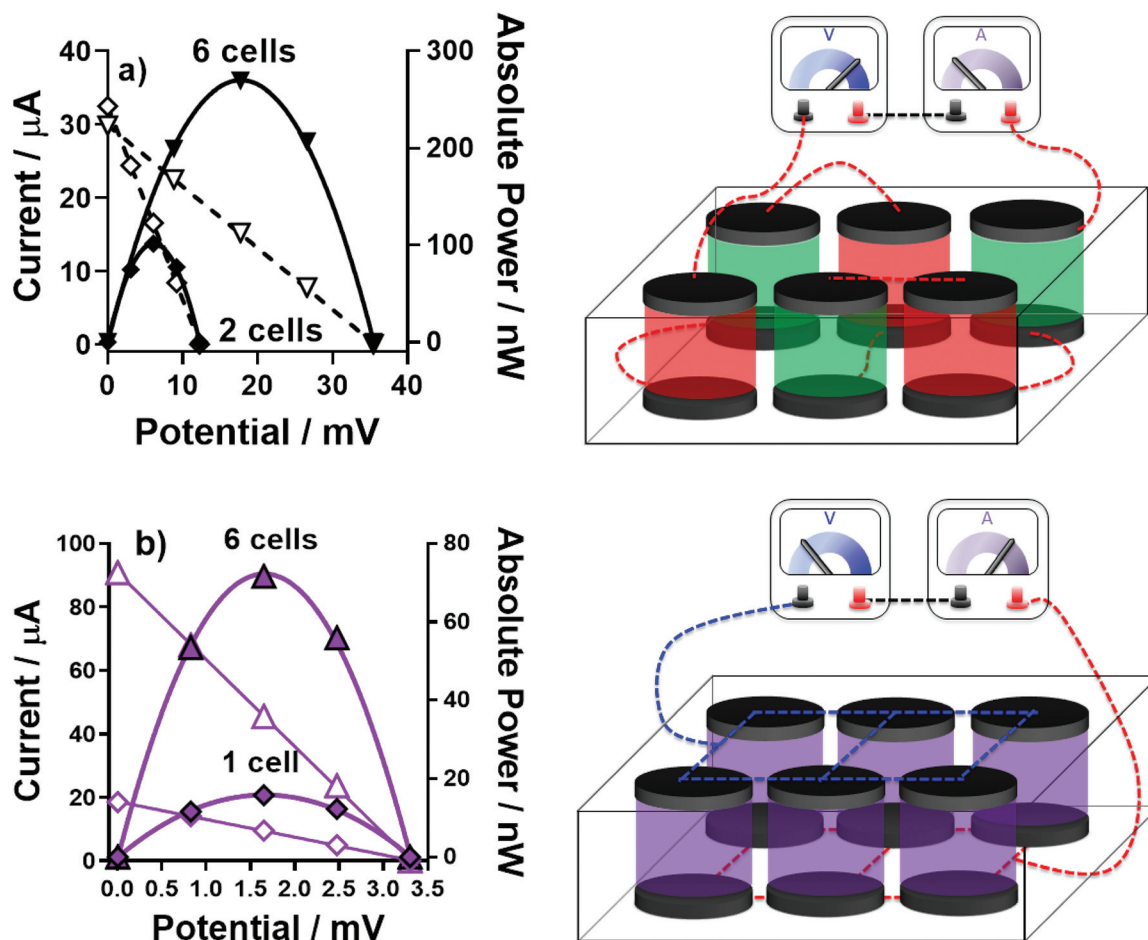 a)
6 cells
2 cells
Current / μA
40
30
20
10
0
Absolute Power / nW
300
200
100
0
0 10 20 30 40
Potential / mV
V
A
b)
6 cells
1 cell
Current / μA
100
80
60
40
20
0
Absolute Power / nW
80
60
40
20
0
0.0 0.5 1.0 1.5 2.0 2.5 3.0 3.5
Potential / mV
V
A